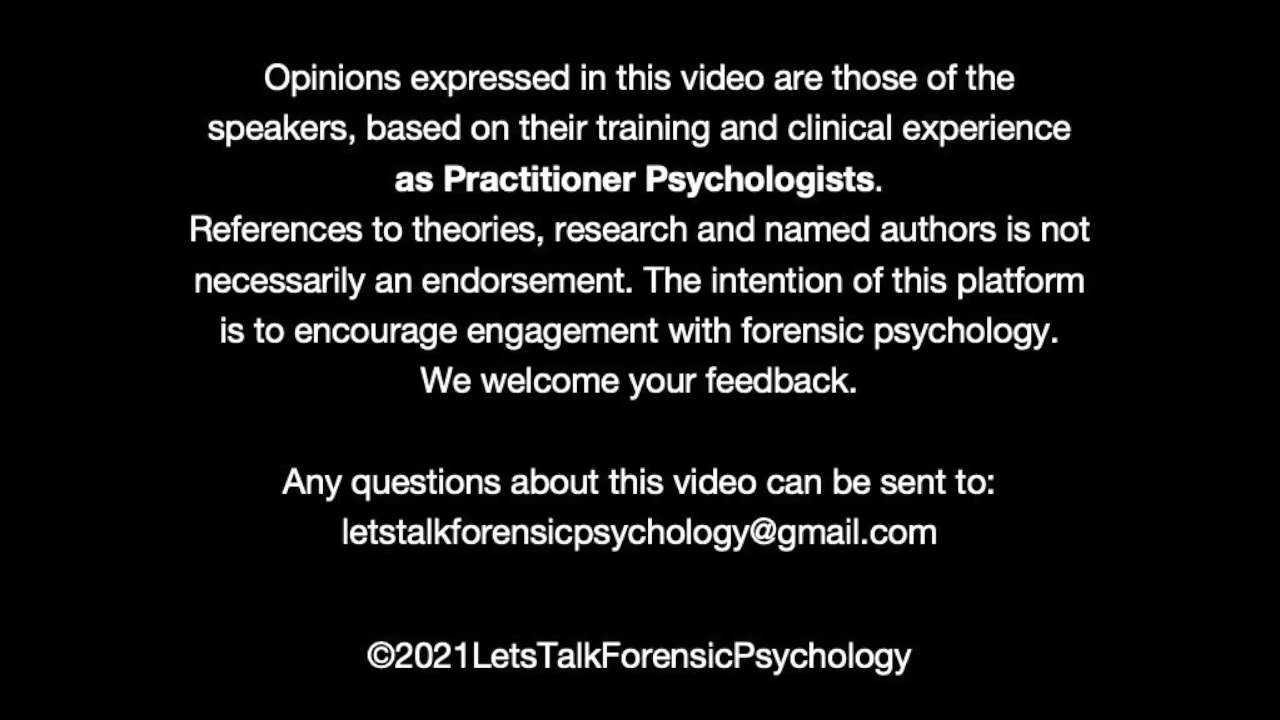 Opinions expressed in this video are those of the
speakers, based on their training and clinical experience
as Practitioner Psychologists.
References to theories, research and named authors is not
necessarily an endorsement. The intention of this platform
is to encourage engagement with forensic psychology.
We welcome your feedback.
Any questions about this video can be sent to:
letstalkforensicpsychology@gmail.com
©2021LetsTalkForensicPsychology